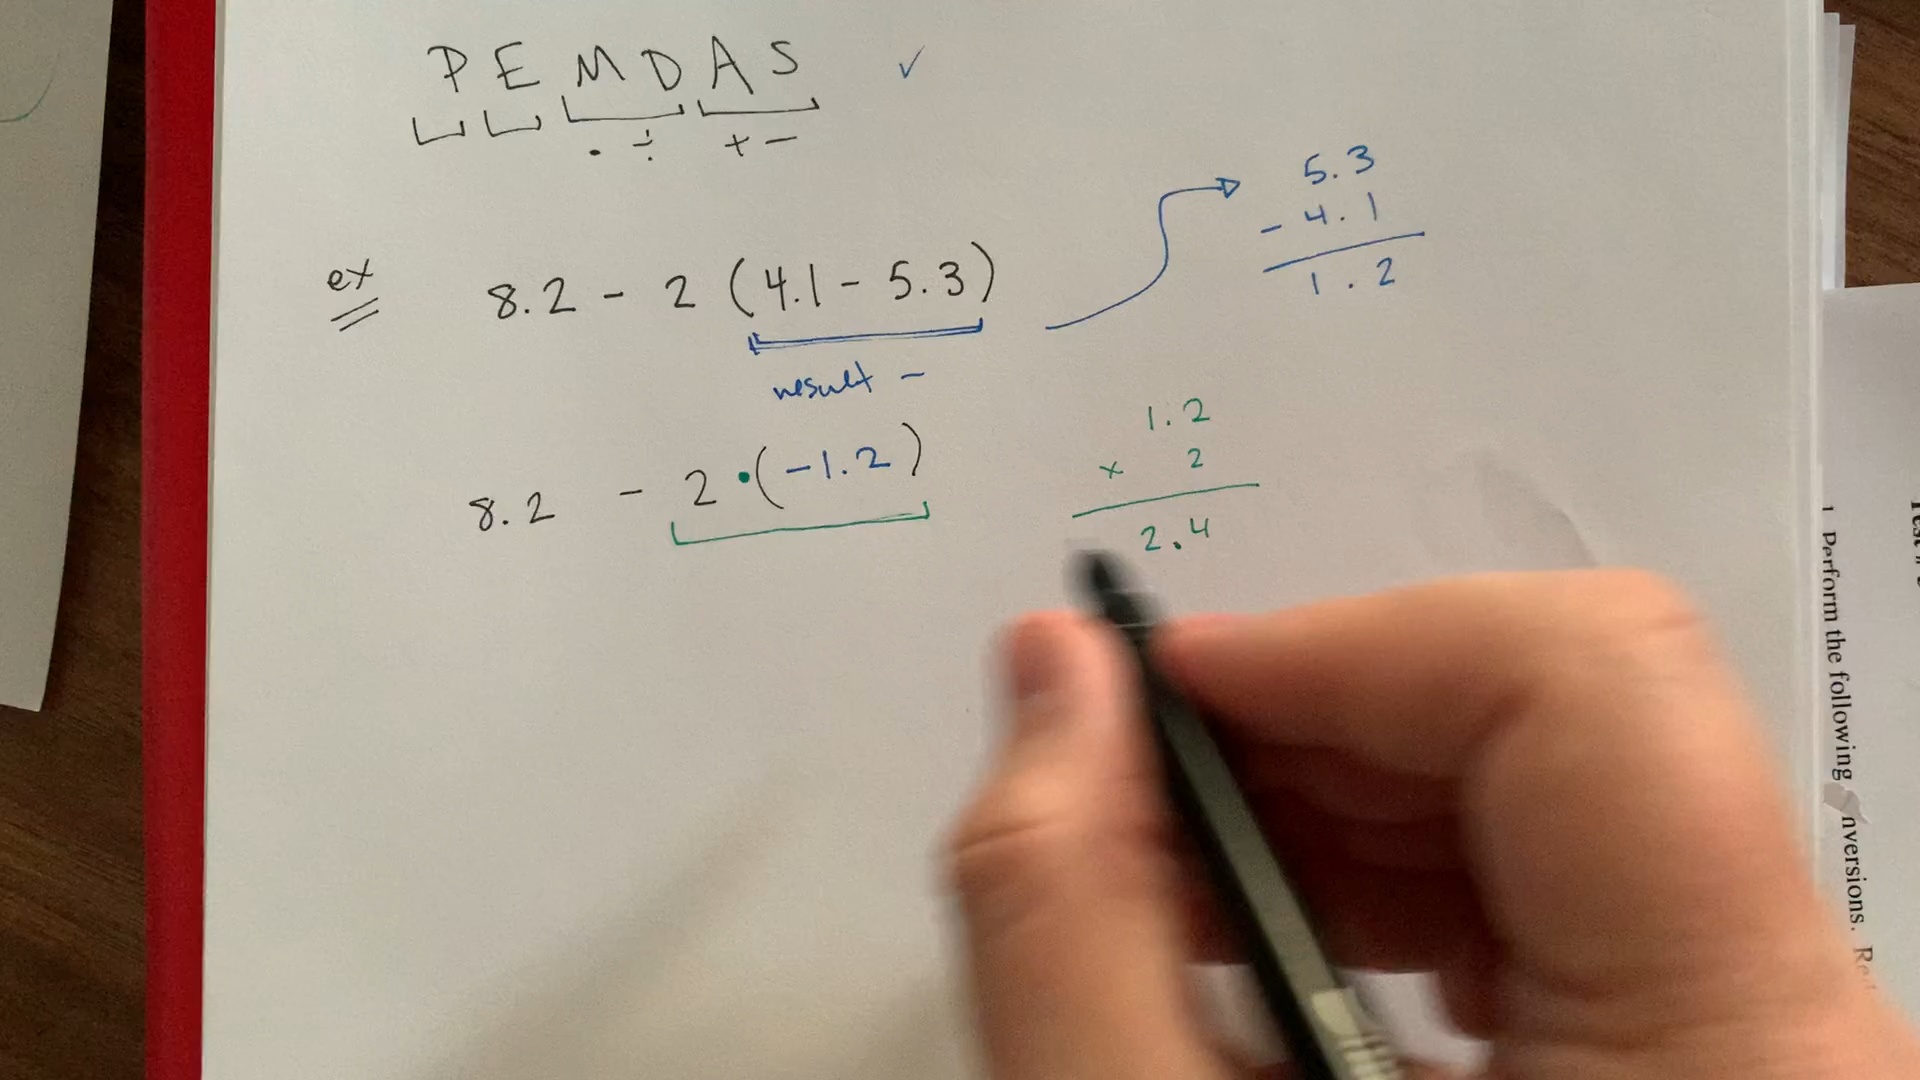 PEMDAS ✓
· ÷ + −
ex 8.2 - 2 (4.1 - 5.3)
result -
5.3
- 4.1
1.2
8.2 - 2 • (-1.2)
1.2
x 2
2.4
1 Perform the following
nversions.